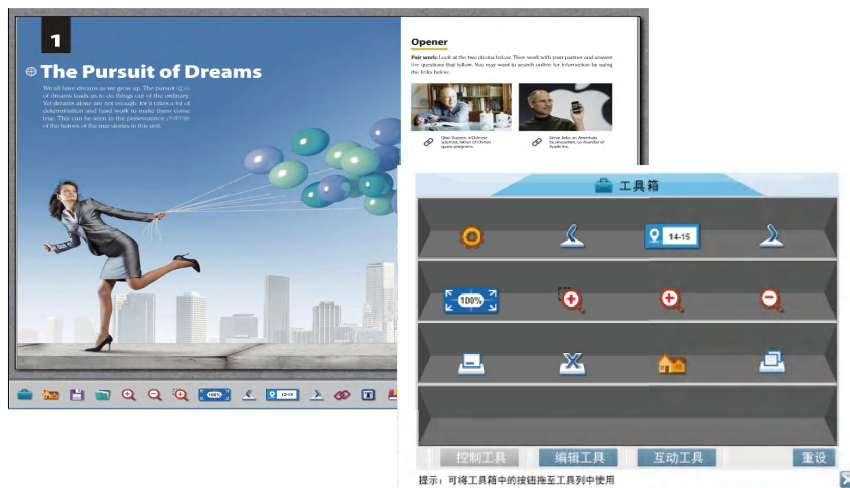 1
The Pursuit of Dreams
We all have dreams as we grow up. The pursuit
of dreams leads us to do things out of the ordinary.
Yet dreams alone are not enough, for it takes a lot of
determination and hard work to make them come
true. This can be seen in the perseverance
of the heroes of the true stories in this unit.
Opener
Pair work: Look at the two photos below. Then work with your partner and answer
the questions that follow. You may want to search online for information by using
the links below.
Qian Xuesen, a Chinese
scientist, father of China's
space programs
Steve Jobs, an American
businessman, co-founder of
Apple Inc.
100%
12-13
T
工具箱
14-15
100%
控制工具
编辑工具
互动工具
重设
提示：可将工具箱中的按钮拖至工具列中使用